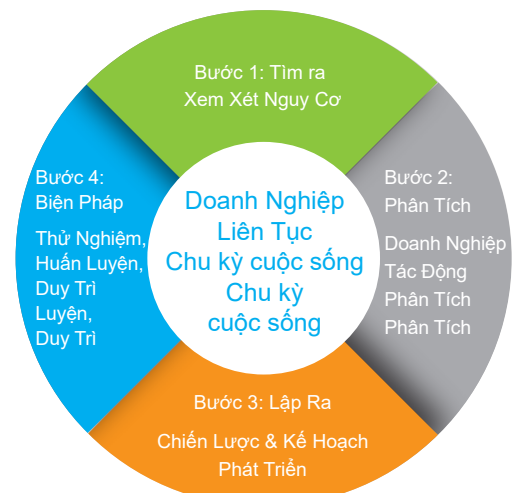 Bước 1: Tìm ra
Xem Xét Nguy Cơ
Bước 2:
Phân Tích
Doanh Nghiệp
Tác Động
Phân Tích
Phân Tích
Bước 3: Lập Ra
Chiến Lược & Kế Hoạch
Phát Triển
Bước 4:
Biện Pháp
Thử Nghiệm,
Huấn Luyện,
Duy Trì
Luyện,
Duy Trì
Doanh Nghiệp
Liên Tục
Chu kỳ cuộc sống
Chu kỳ
cuộc sống